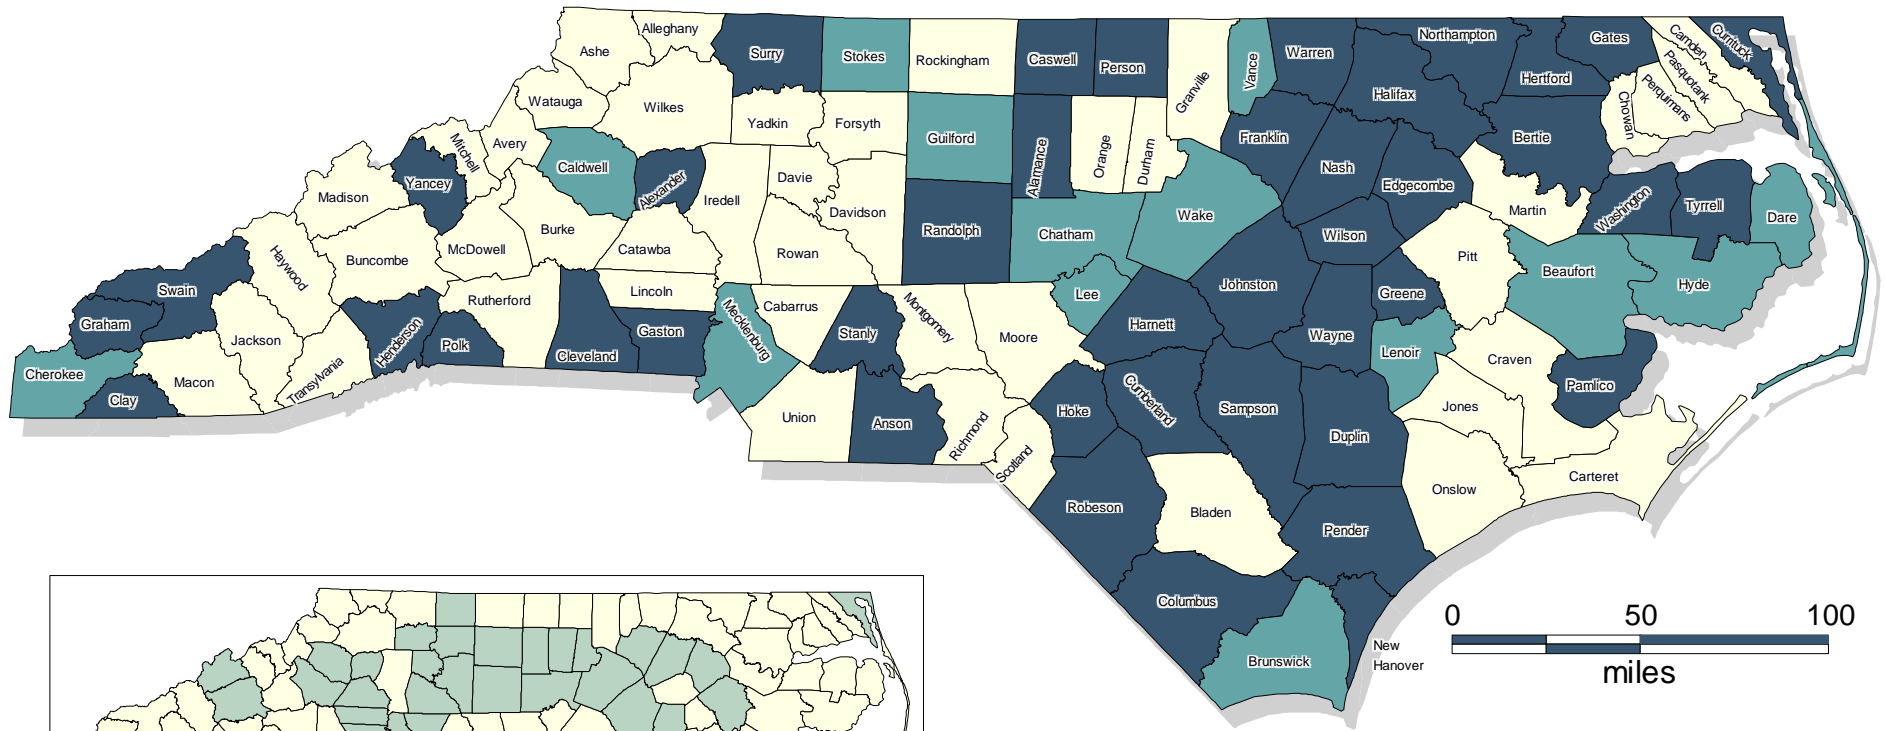 Alleghany
Ashe
Surry
Stokes
Rockingham
Caswell
Person
Granville
Vance
Warren
Northampton
Gates
Camden
Currituck
Pasquotank
Perquimans
Chowan
Hertford
Halifax
Watauga
Wilkes
Yadkin
Forsyth
Guilford
Alamance
Orange
Durham
Franklin
Nash
Edgecombe
Bertie
Mitchell
Avery
Caldwell
Alexander
Iredell
Davie
Davidson
Randolph
Chatham
Wake
Wilson
Martin
Washington
Tyrrell
Dare
Madison
Yancey
McDowell
Burke
Catawba
Rowan
Buncombe
Haywood
Swain
Graham
Cherokee
Clay
Macon
Jackson
Transylvania
Henderson
Polk
Rutherford
Cleveland
Lincoln
Gaston
Mecklenburg
Cabarrus
Stanly
Montgomery
Moore
Lee
Harnett
Johnston
Wayne
Greene
Lenoir
Pitt
Beaufort
Hyde
Craven
Pamlico
Jones
Union
Anson
Richmond
Scotland
Hoke
Cumberland
Sampson
Duplin
Onslow
Carteret
Robeson
Bladen
Pender
Columbus
Brunswick
New
Hanover
0 50 100
miles